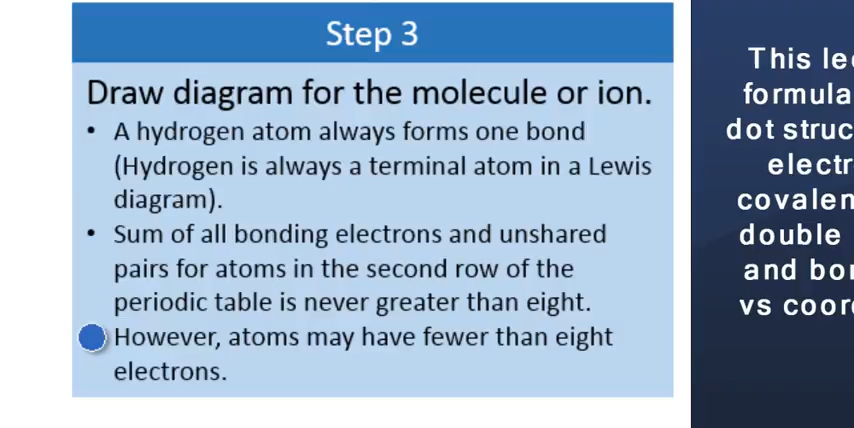 Step 3
Draw diagram for the molecule or ion.
• A hydrogen atom always forms one bond
(Hydrogen is always a terminal atom in a Lewis
diagram).
• Sum of all bonding electrons and unshared
pairs for atoms in the second row of the
periodic table is never greater than eight.
However, atoms may have fewer than eight
electrons.
This
formula
dot
double
and
vs